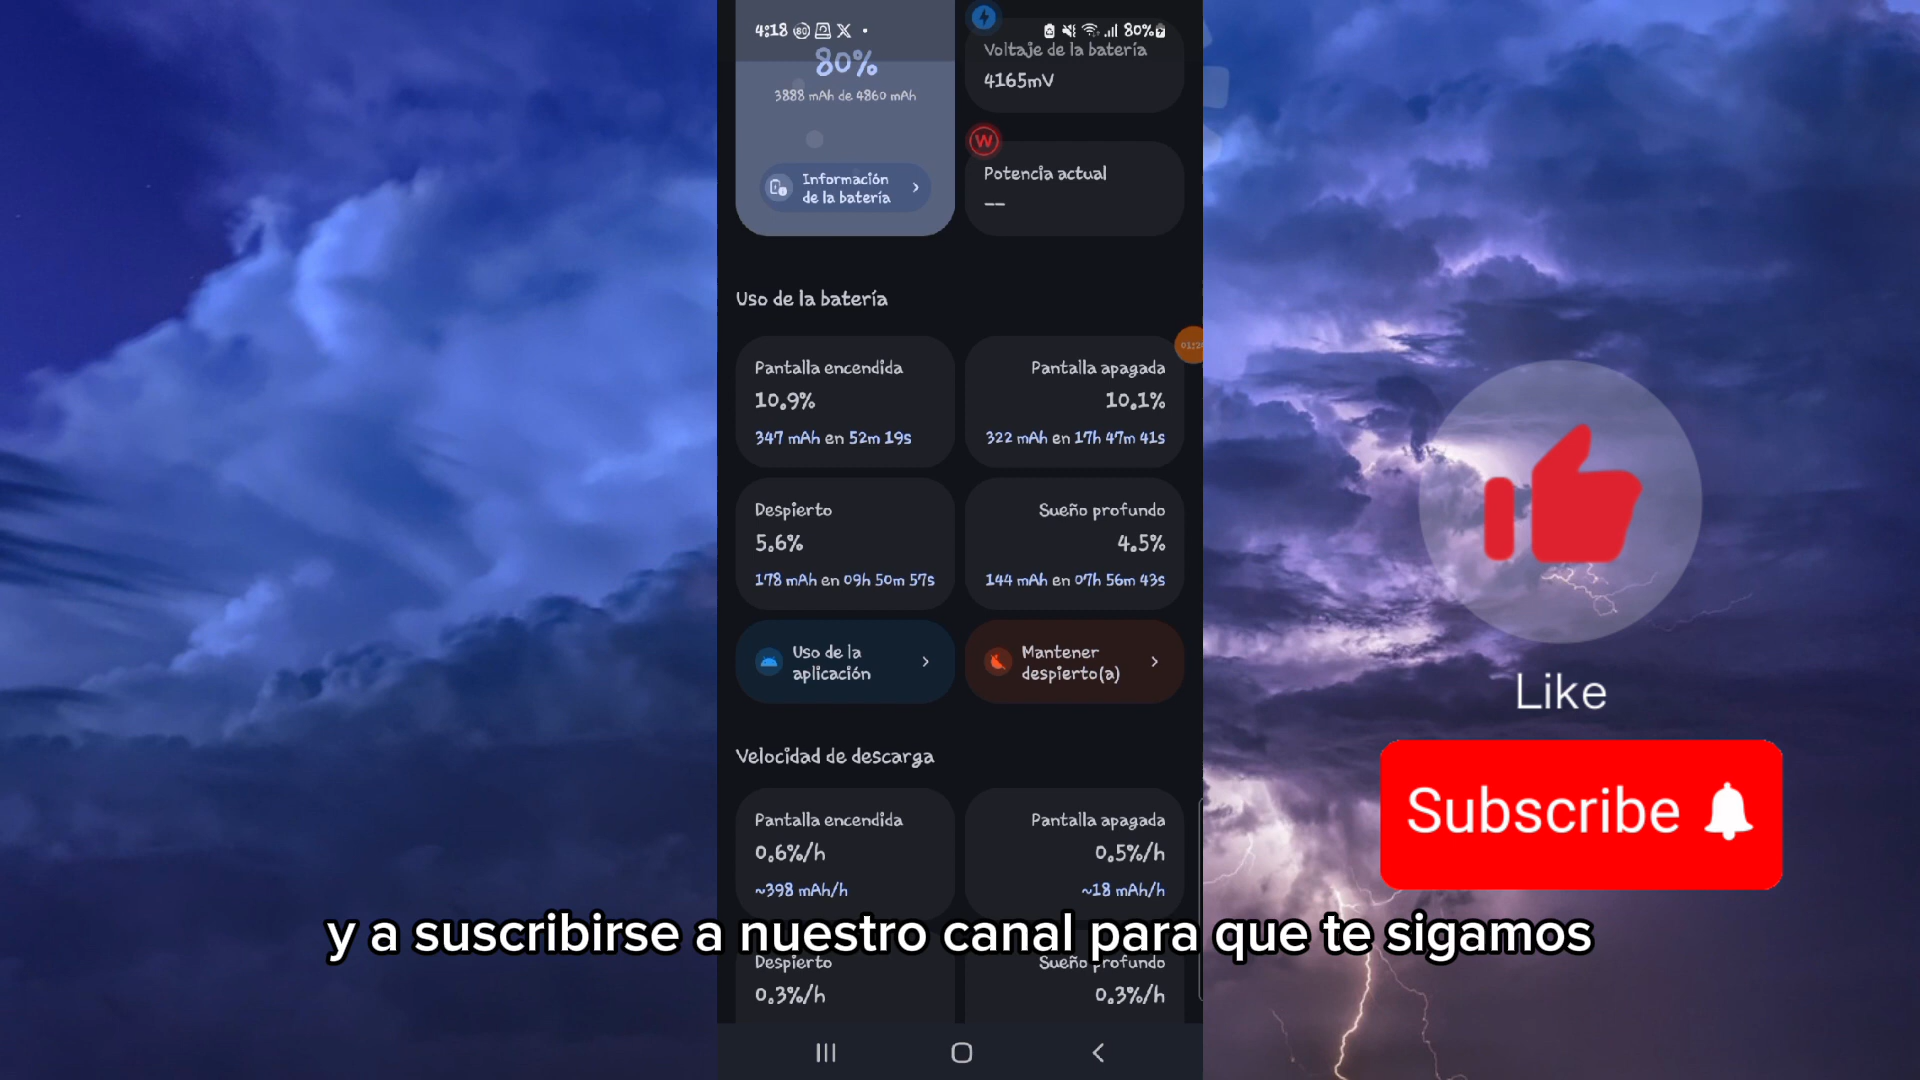 4:18
80%
80%
3888 mAh de 4860 mAh
Información
de la batería
Voltaje de la batería
4165mV
W
Potencia actual
--
Uso de la batería
Pantalla encendida
10.9%
347 mAh en 52m 19s
Pantalla apagada
10.1%
322 mAh en 17h 47m 41s
Despierto
5.6%
178 mAh en 09h 50m 57s
Sueño profundo
4.5%
144 mAh en 07h 56m 43s
Uso de la
aplicación
Mantener
despierto(a)
Velocidad de descarga
Pantalla encendida
0.6%/h
~398 mAh/h
Pantalla apagada
0.5%/h
~18 mAh/h
y a suscribirse a nuestro canal para que te sigamos
Despierto
0.3%/h
Sueño profundo
0.3%/h
Like
Subscribe